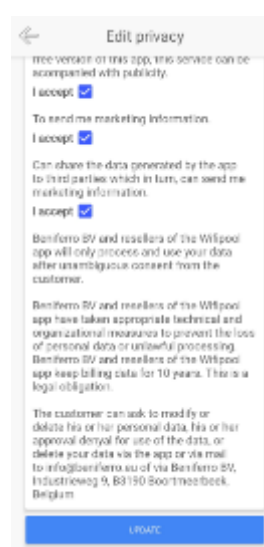 Edit privacy
free version of this app, this service can be
acompanied with publicity.
I accept
To send me marketing information.
I accept
Can share the data generated by the app
to third parties which in turn, can send me
marketing information.
I accept
Beniferro BV and resellers of the Wifipool
app will only process and use your data
after unambiguous consent from the
customer.
Beniferro BV and resellers of the Wifipool
app have taken appropriate technical and
organizational measures to prevent the loss
of personal data or unlawful processing.
Beniferro BV and resellers of the Wifipool
app keep billing data for 10 years. This is a
legal obligation.
The customer can ask to modify or
delete his or her personal data, his or her
approval denyal for use of the data, or
delete your data via the app or via mail
to info@beniferro.eu of via Beniferro BV,
Industrieweg 9, B3190 Boortmeerbeek,
Belgium
UPDATE